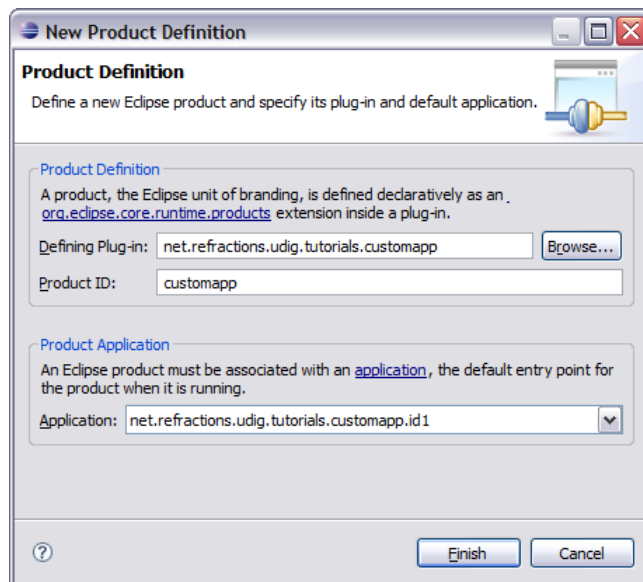 New Product Definition
Product Definition
Define a new Eclipse product and specify its plug-in and default application.
Product Definition
A product, the Eclipse unit of branding, is defined declaratively as an
org.eclipse.core.runtime.products extension inside a plug-in.
Defining Plug-in: net.refractions.udig.tutorials.customapp Browse...
Product ID: customapp
Product Application
An Eclipse product must be associated with an application, the default entry point for
the product when it is running.
Application: net.refractions.udig.tutorials.customapp.id1
?
Finish Cancel